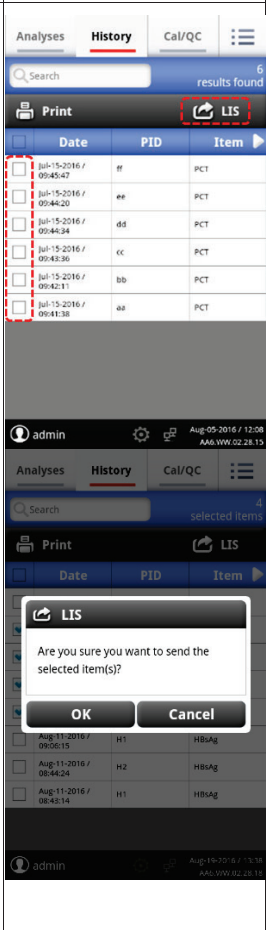 Analyses History Cal/QC
Search 6
results found
Print LIS
Date PID Item
Jul-15-2016 /
09:45:47 ff PCT
Jul-15-2016 /
09:44:20 ee PCT
Jul-15-2016 /
09:44:34 dd PCT
Jul-15-2016 /
09:43:36 cc PCT
Jul-15-2016 /
09:42:11 bb PCT
Jul-15-2016 /
09:41:38 aa PCT
admin Aug-05-2016 / 12:08
AA6.WW.02.28.15
Analyses History Cal/QC
Search 4
selected items
Print LIS
Date PID Item
LIS
Are you sure you want to send the
selected item(s)?
OK Cancel
Aug-11-2016 /
09:06:15 H1 HBsAg
Aug-11-2016 /
08:44:24 H2 HBsAg
Aug-11-2016 /
08:43:14 H1 HBsAg
admin Aug-19-2016 / 13:38
AA6.WW.02.28.18